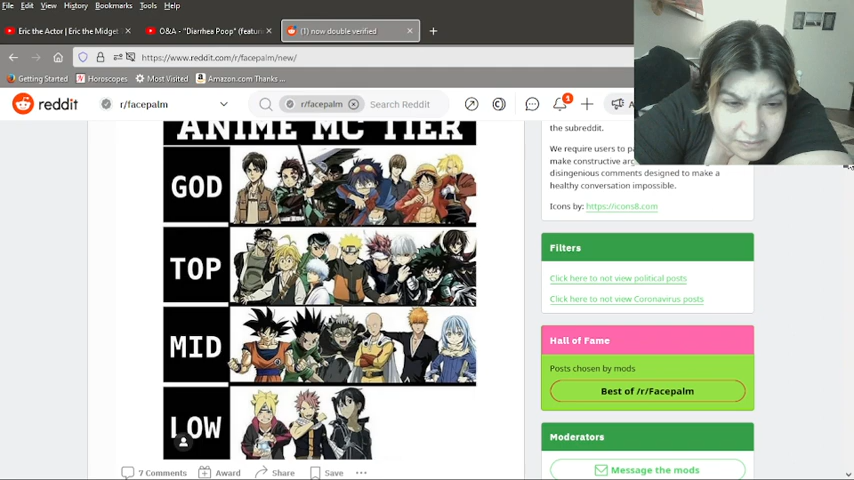 File Edit View History Bookmarks Tools Help
Eric the Actor | Eric the Midget
O&A - "Diarrhea Poop" (featur
(1) now double verified
https://www.reddit.com/r/facepalm/new/
Getting Started Horoscopes Most Visited Amazon.com Thanks ...
reddit r/facepalm r/facepalm Search Reddit 1
ANIME MC TIER
GOD
TOP
MID
LOW
7 Comments Award Share Save
the subreddit.
We require users to
make constructive
disingenious comments designed to make a
healthy conversation impossible.
Icons by: https://icons8.com
Filters
Click here to not view political posts
Click here to not view Coronavirus posts
Hall of Fame
Posts chosen by mods
Best of /r/Facepalm
Moderators
Message the mods